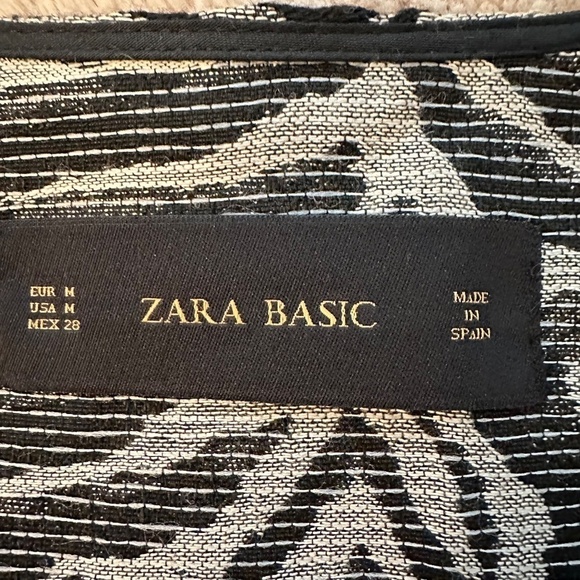 EUR M
USA M
MEX 28
ZARA BASIC
MADE
IN
SPAIN